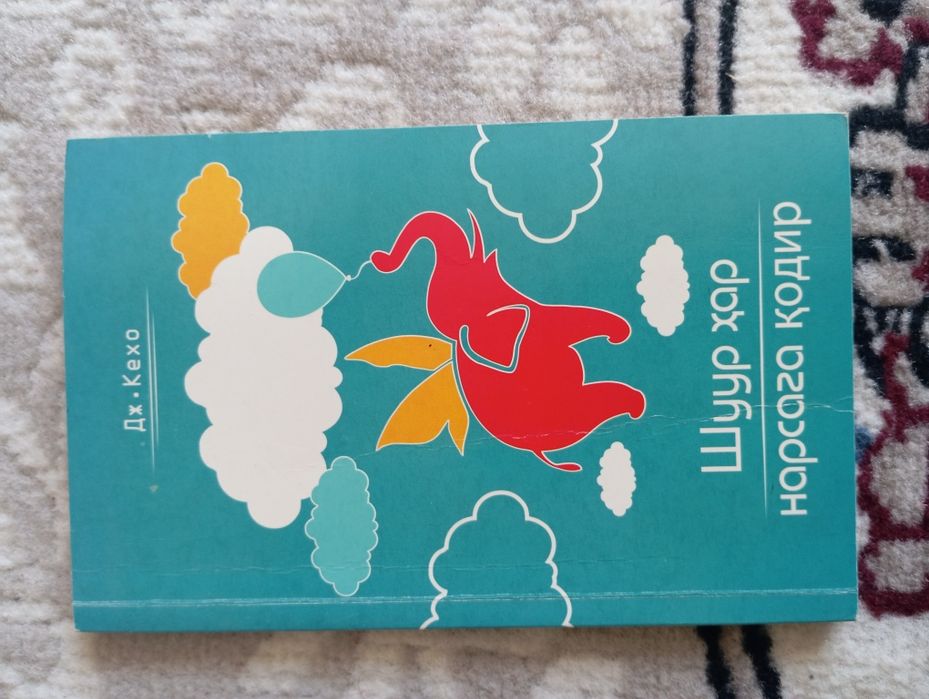 Дж. Кехо
Шуур ҳар
нарсага қодир